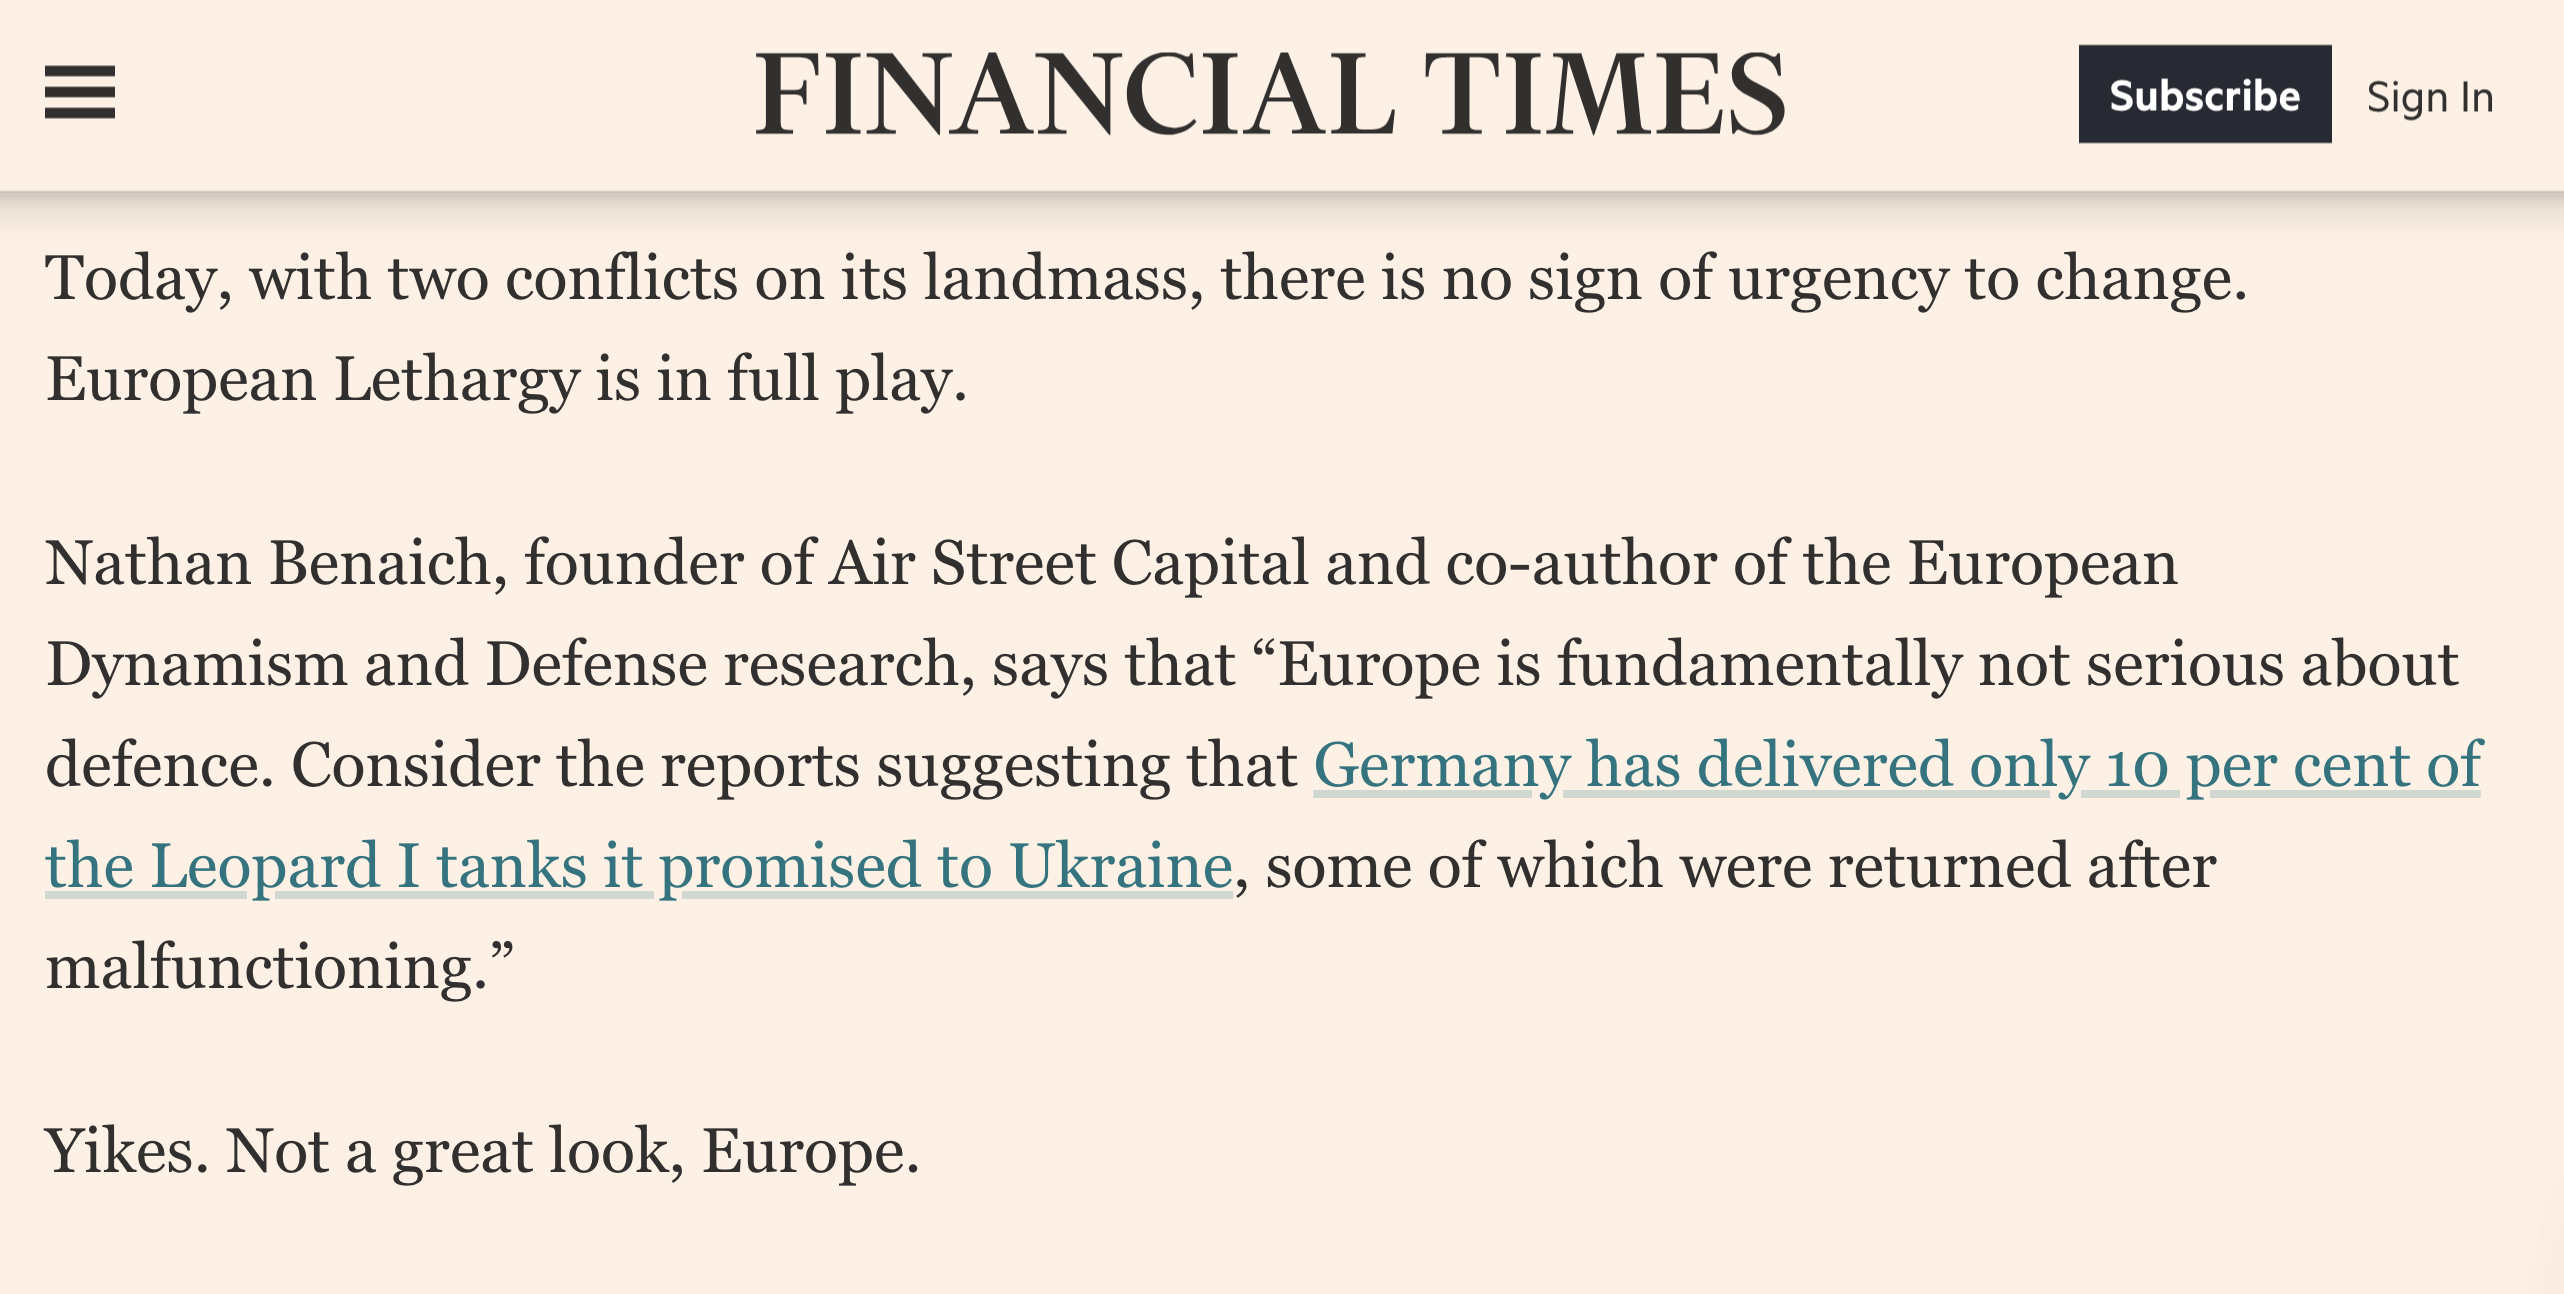 FINANCIAL TIMES
Subscribe
Sign In
Today, with two conflicts on its landmass, there is no sign of urgency to change.
European Lethargy is in full play.
Nathan Benaich, founder of Air Street Capital and co-author of the European
Dynamism and Defense research, says that “Europe is fundamentally not serious about
defence. Consider the reports suggesting that Germany has delivered only 10 per cent of
the Leopard I tanks it promised to Ukraine, some of which were returned after
malfunctioning.”
Yikes. Not a great look, Europe.